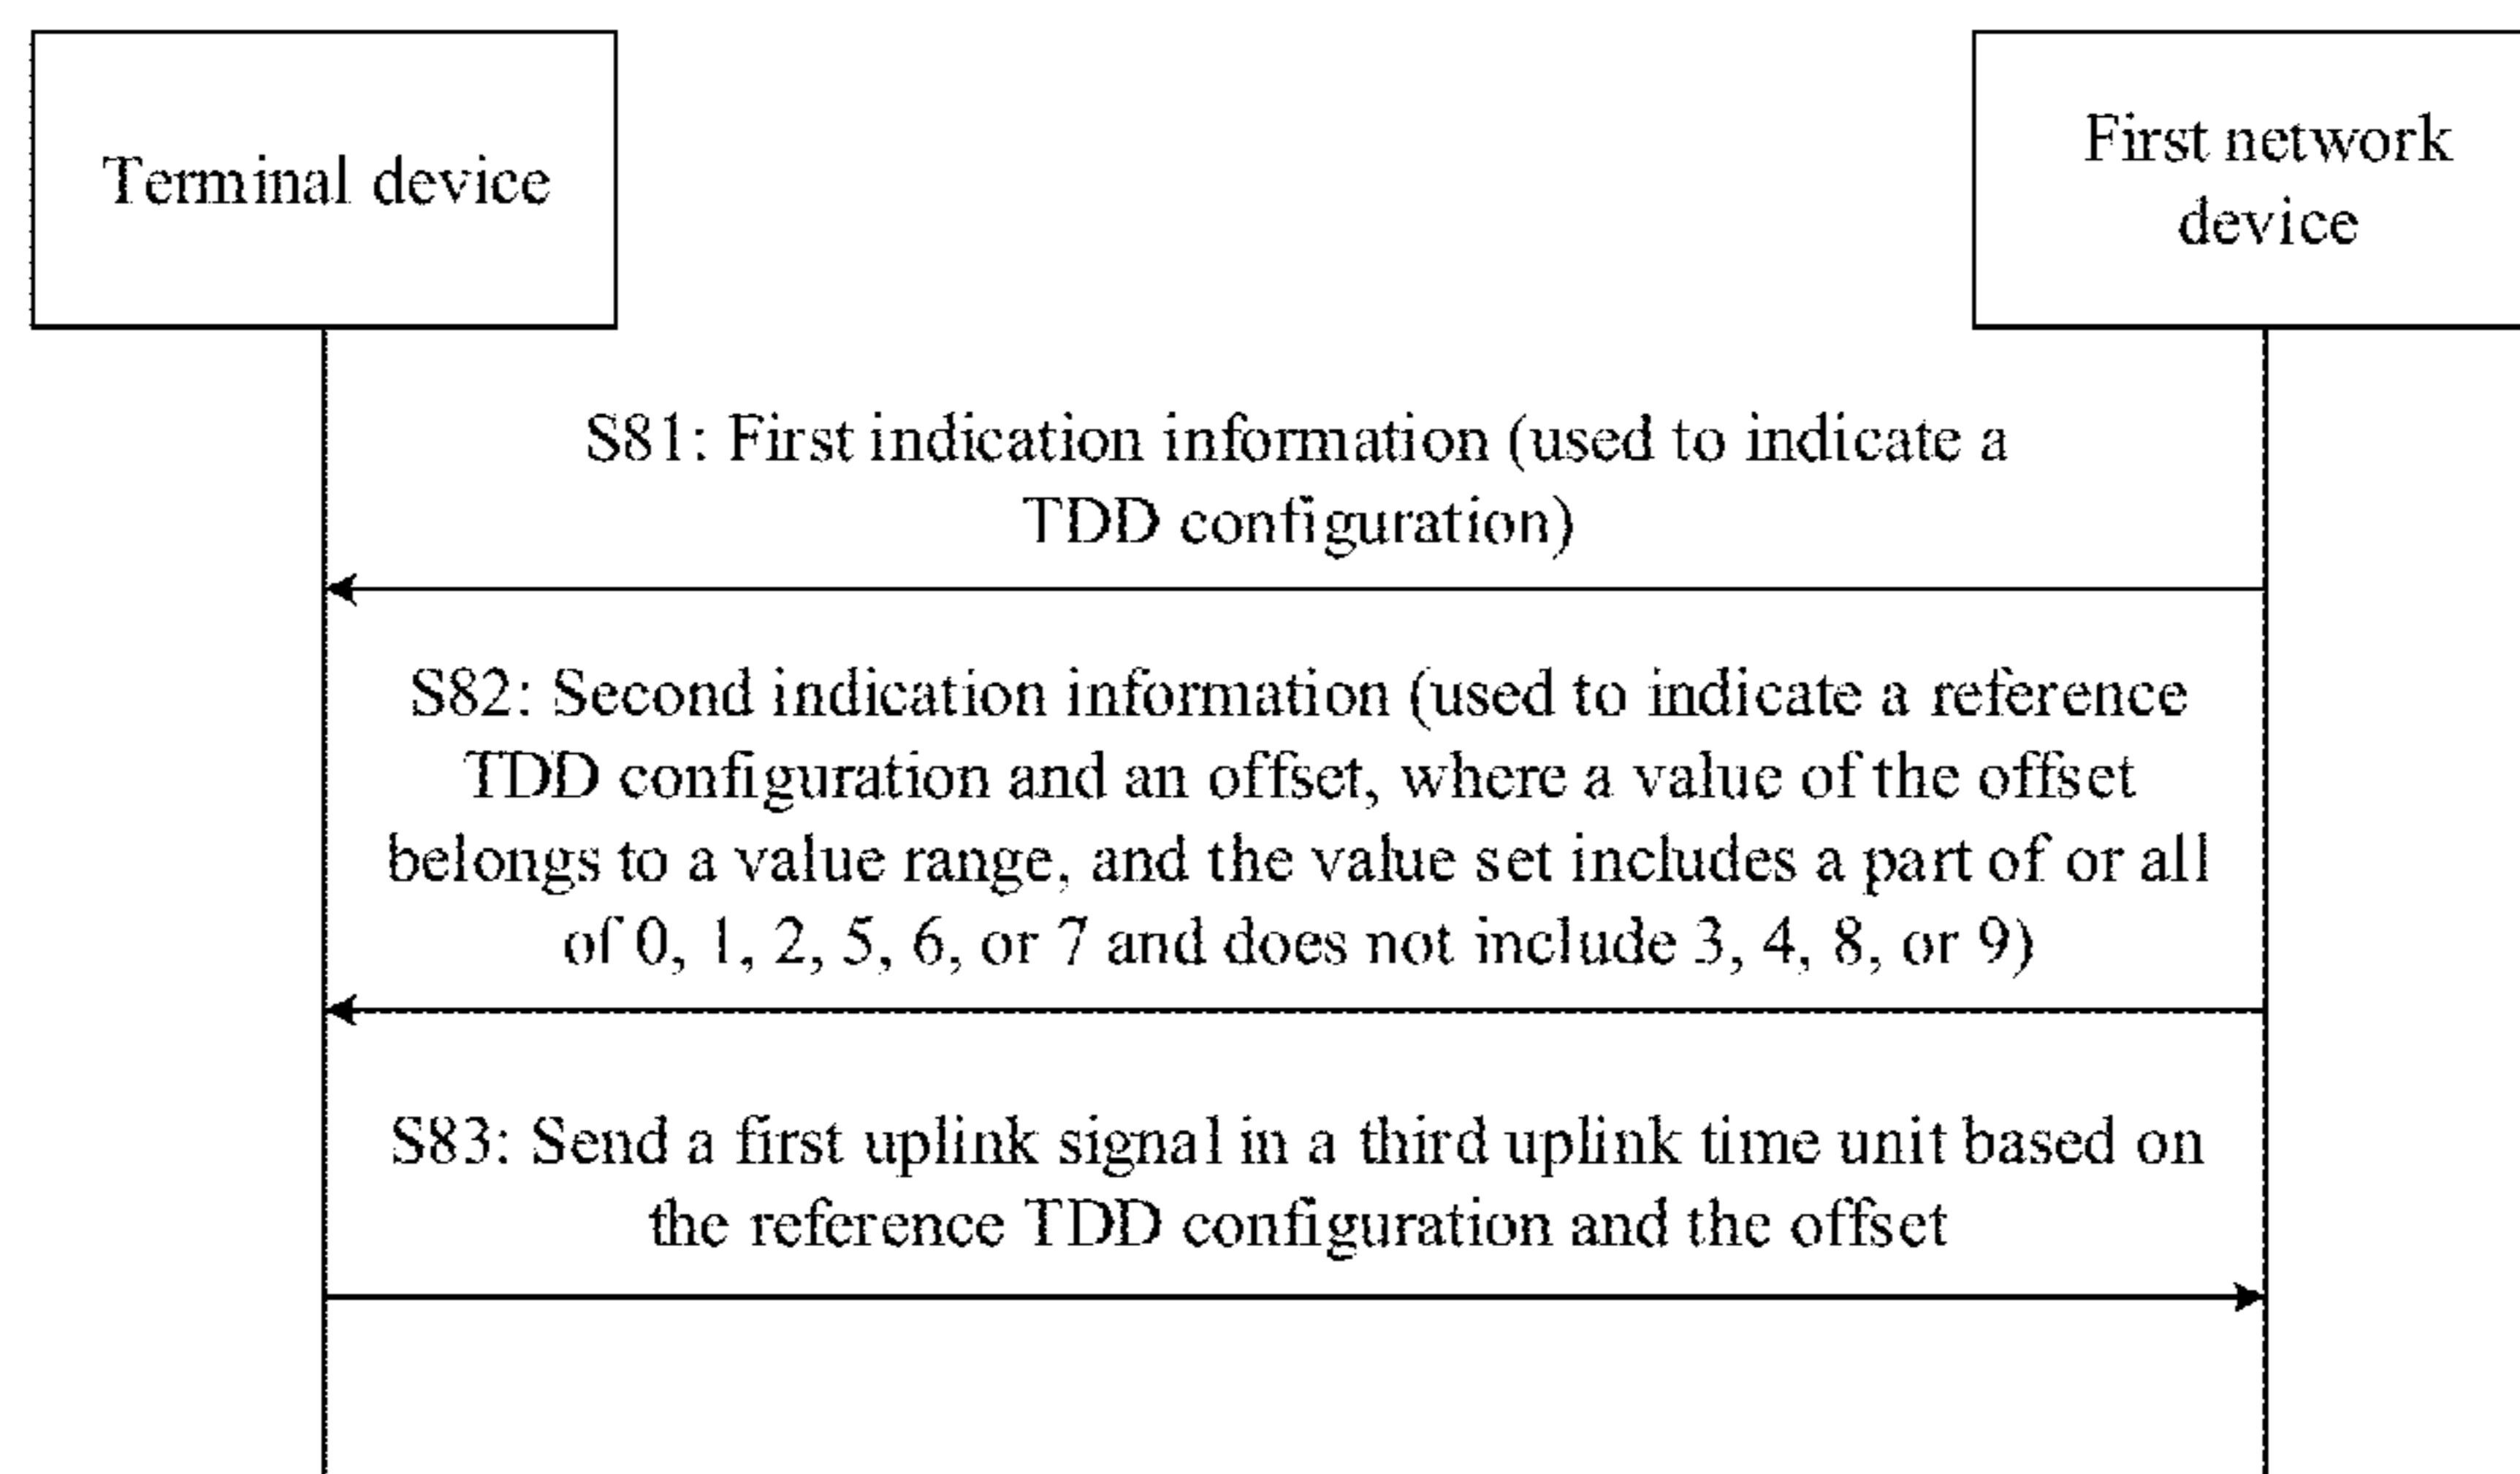 Terminal device
First network
device
S81: First indication information (used to indicate a
TDD configuration)
S82: Second indication information (used to indicate a reference
TDD configuration and an offset, where a value of the offset
belongs to a value range, and the value set includes a part of or all
of 0, 1, 2, 5, 6, or 7 and does not include 3, 4, 8, or 9)
S83: Send a first uplink signal in a third uplink time unit based on
the reference TDD configuration and the offset